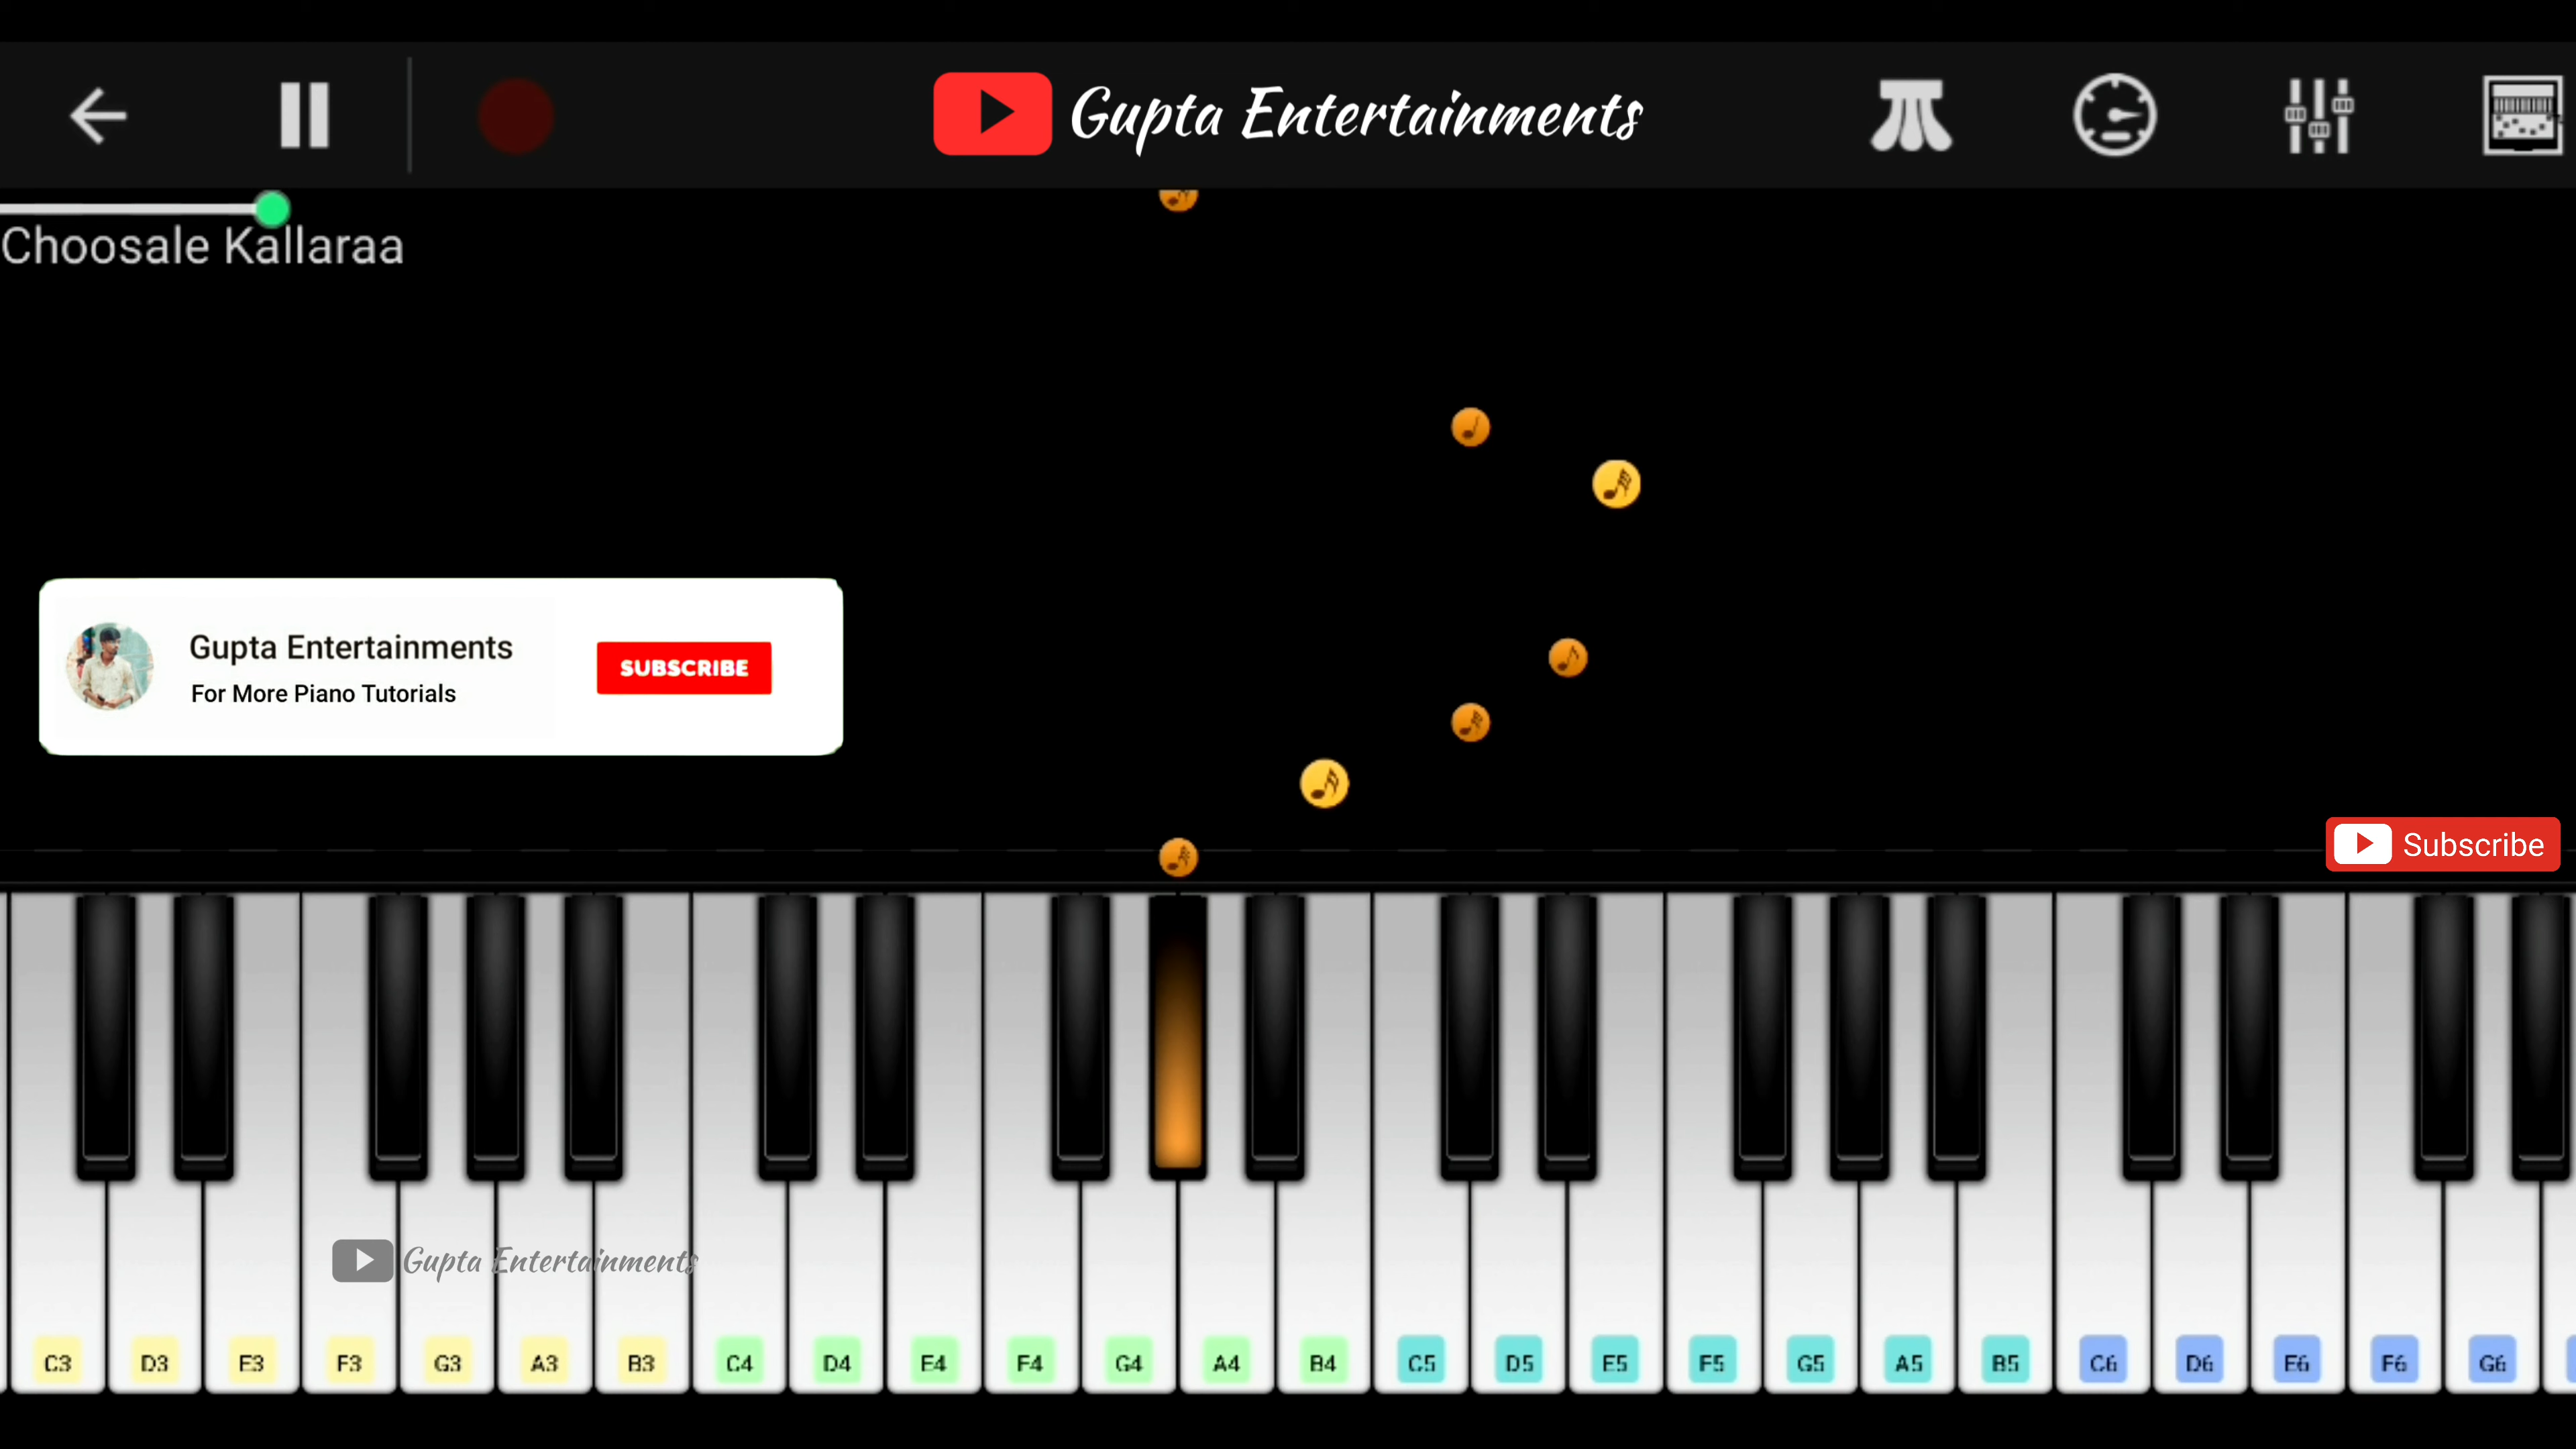 Gupta Entertainments
Choosale Kallaraa
Gupta Entertainments
For More Piano Tutorials
SUBSCRIBE
Subscribe
Gupta Entertainments
C3 D3 E3 F3 G3 A3 B3 C4 D4 E4 F4 G4 A4 B4 C5 D5 E5 F5 G5 A5 B5 C6 D6 E6 F6 G6